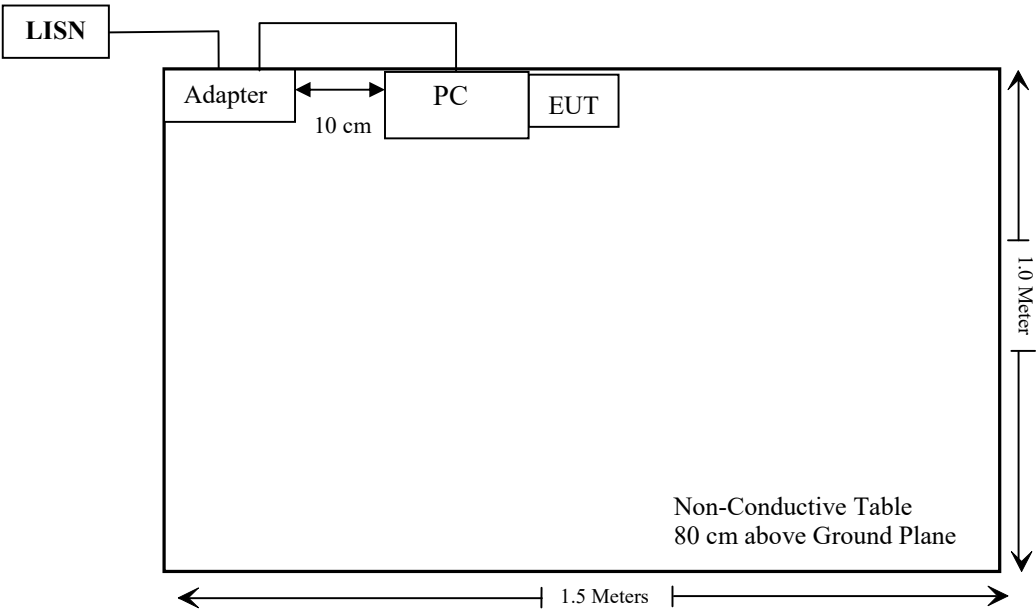 LISN
Adapter
PC
EUT
10 cm
1.0 Meter
Non-Conductive Table
80 cm above Ground Plane
1.5 Meters